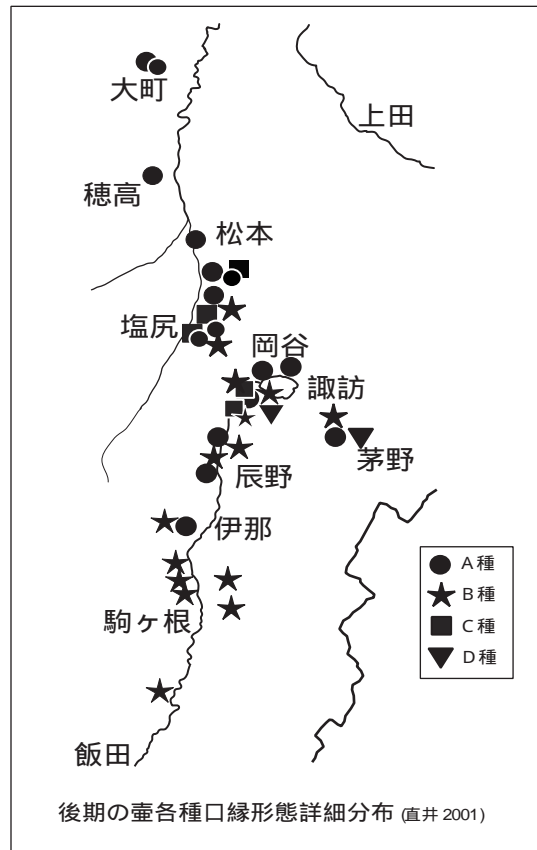 大町
上田
穂高
松本
塩尻
岡谷
諏訪
茅野
辰野
伊那
A種
B種
C種
D種
駒ヶ根
飯田
後期の壷各種口縁形態詳細分布 (直井 2001)